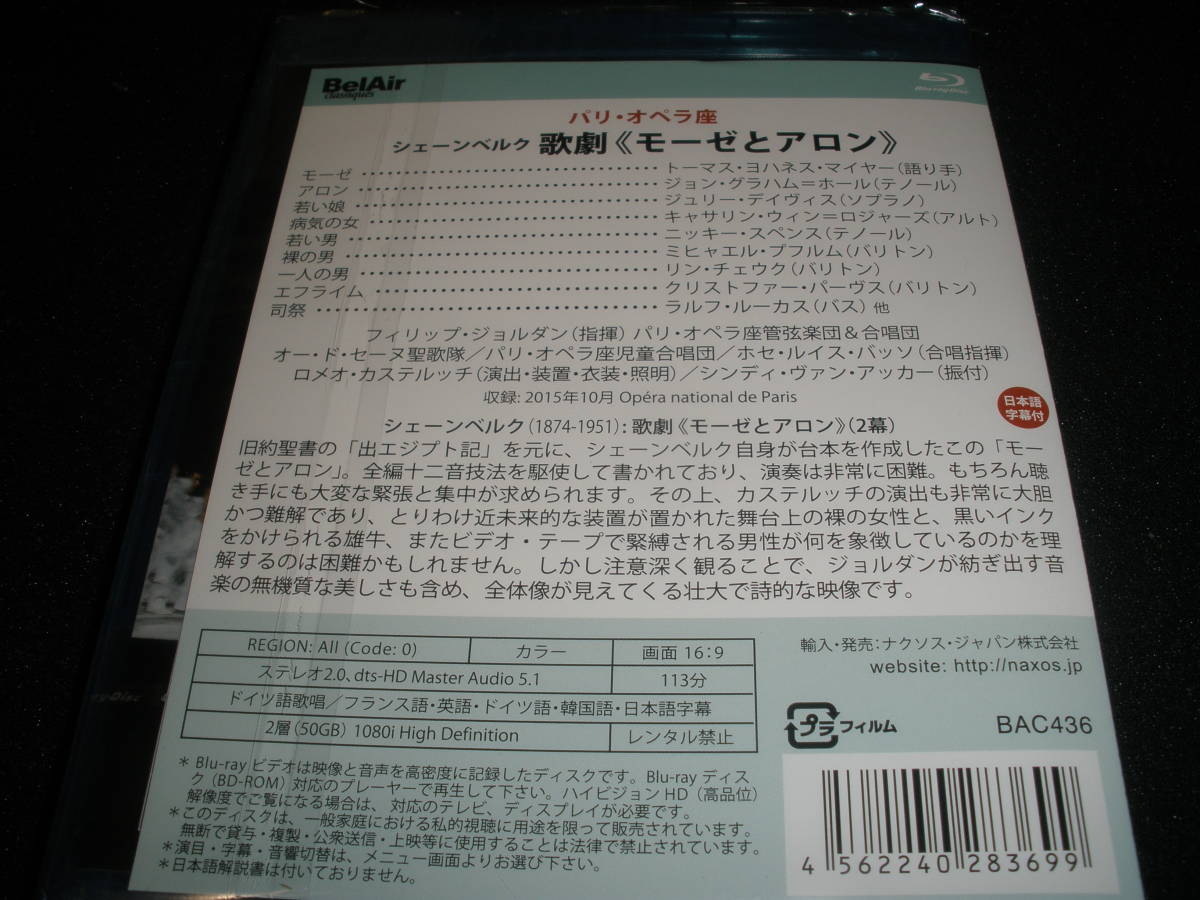 BelAir
classiques
Blu-ray Disc
パリ・オペラ座
シェーンベルク 歌劇《モーゼとアロン》
モーゼ ‥‥‥‥‥‥‥‥‥‥‥‥‥‥ トーマス・ヨハネス・マイヤー(語り手)
アロン ‥‥‥‥‥‥‥‥‥‥‥‥‥‥ ジョン・グラハム=ホール(テノール)
若い娘 ‥‥‥‥‥‥‥‥‥‥‥‥‥‥ ジュリー・デイヴィス(ソプラノ)
病気の女 ‥‥‥‥‥‥‥‥‥‥‥‥‥ キャサリン・ウィン=ロジャーズ(アルト)
若い男 ‥‥‥‥‥‥‥‥‥‥‥‥‥‥ ニッキー・スペンス(テノール)
裸の男 ‥‥‥‥‥‥‥‥‥‥‥‥‥‥ ミヒャエル・プフルム(バリトン)
一人の男 ‥‥‥‥‥‥‥‥‥‥‥‥‥ リン・チェウク(バリトン)
エフライム ‥‥‥‥‥‥‥‥‥‥‥‥ クリストファー・パーヴス(バリトン)
司祭 ‥‥‥‥‥‥‥‥‥‥‥‥‥‥‥ ラルフ・ルーカス(バス) 他
フィリップ・ジョルダン(指揮) パリ・オペラ座管弦楽団&合唱団
オー・ド・セーヌ聖歌隊/パリ・オペラ座児童合唱団/ホセ・ルイス・バッソ(合唱指揮)
ロメオ・カステルッチ(演出・装置・衣装・照明)/シンディ・ヴァン・アッカー(振付)
収録: 2015年10月 Opéra national de Paris
日本語
字幕付
シェーンベルク(1874-1951): 歌劇《モーゼとアロン》(2幕)
旧約聖書の「出エジプト記」を元に、シェーンベルク自身が台本を作成したこの「モー
ゼとアロン」。全編十二音技法を駆使して書かれており、演奏は非常に困難。もちろん聴
き手にも大変な緊張と集中が求められます。その上、カステルッチの演出も非常に大胆
かつ難解であり、とりわけ近未来的な装置が置かれた舞台上の裸の女性と、黒いインク
をかけられる雄牛、またビデオ・テープで緊縛される男性が何を象徴しているのかを理
解するのは困難かもしれません。しかし注意深く観ることで、ジョルダンが紡ぎ出す音
楽の無機質な美しさも含め、全体像が見えてくる壮大で詩的な映像です。
REGION: All (Code: 0) カラー 画面 16:9
ステレオ2.0、dts-HD Master Audio 5.1 113分
ドイツ語歌唱/フランス語・英語・ドイツ語・韓国語・日本語字幕
2層(50GB) 1080i High Definition レンタル禁止
輸入・発売:ナクソス・ジャパン株式会社
website: http://naxos.jp
プラ フィルム BAC436
* Blu-ray ビデオは映像と音声を高密度に記録したディスクです。Blu-ray ディス
ク (BD-ROM) 対応のプレーヤーで再生して下さい。ハイビジョン HD (高品位)
解像度でご覧になる場合は、 対応のテレビ、ディスプレイが必要です。
*このディスクは、一般家庭における私的視聴に用途を限って販売されています。
無断で貸与・複製・公衆送信・上映等に使用することは法律で禁止されています。
*演目・字幕・音響切替は、メニュー画面よりお選び下さい。
*日本語解説書は付いておりません。
4 562240 283699